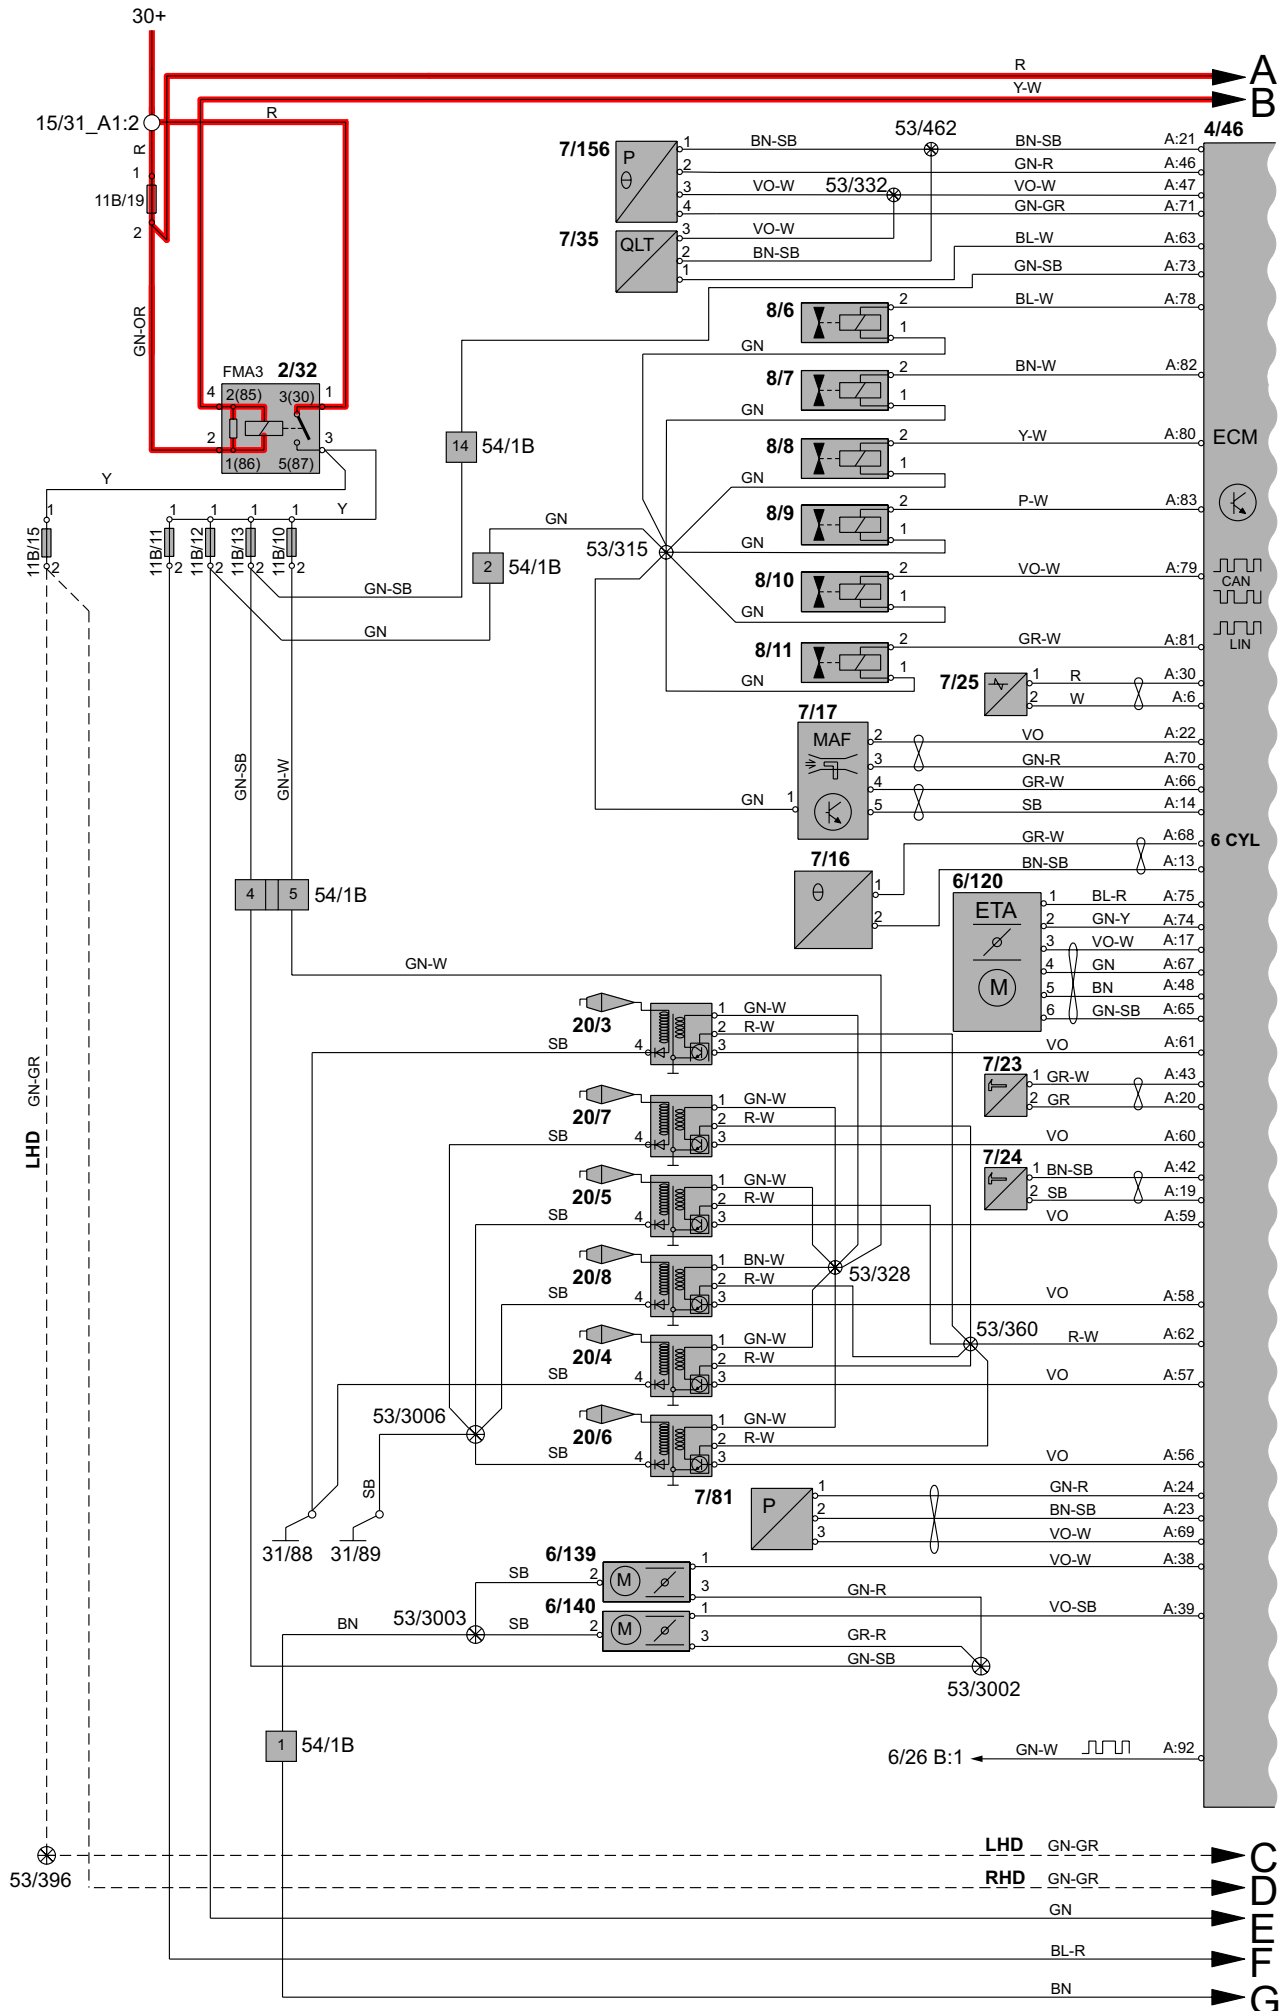 30+
R
A
Y-W
B
15/31_A1:2
R
R
1
11B/19
2
GN-OR
FMA3 2/32
4 2(85) 3(30) 1
2 3
1(86) 5(87)
Y
1 1 1 1 1 Y
11B/15 11B/11 11B/12 11B/13 11B/10
2 2 2 2 2
GN-SB
GN
14 54/1B
GN
2 54/1B
53/315
53/462
4/46
7/156 P θ
1 BN-SB BN-SB A:21
2 GN-R A:46
3 VO-W 53/332 VO-W A:47
4 GN-GR A:71
7/35 QLT
3 VO-W
2 BN-SB
1 BL-W A:63
GN-SB A:73
8/6 2 BL-W A:78
1
GN
8/7 2 BN-W A:82
1
GN
8/8 2 Y-W A:80
1
GN
ECM
8/9 2 P-W A:83
1
GN
8/10 2 VO-W A:79
1
GN
CAN
LIN
8/11 2 GR-W A:81
1
GN
7/25 1 R A:30
2 W A:6
7/17
MAF
2 VO A:22
3 GN-R A:70
4 GR-W A:66
5 SB A:14
GN 1
6 CYL
7/16 θ
GR-W A:68
BN-SB A:13
1
2
6/120
ETA
M
1 BL-R A:75
2 GN-Y A:74
3 VO-W A:17
4 GN A:67
5 BN A:48
6 GN-SB A:65
GN-SB
GN-W
4 5 54/1B
GN-W
20/3 1 GN-W
2 R-W
SB 4 3 VO A:61
7/23 1 GR-W A:43
2 GR A:20
20/7 1 GN-W
2 R-W
SB 4 3 VO A:60
7/24 1 BN-SB A:42
2 SB A:19
20/5 1 GN-W
2 R-W
SB 4 3 VO A:59
20/8 1 BN-W
2 R-W
53/328
SB 4 3 VO A:58
53/360
R-W A:62
20/4 1 GN-W
2 R-W
SB 4 3 VO A:57
53/3006
20/6 1 GN-W
2 R-W
SB 4 3 VO A:56
GN-GR
LHD
SB
31/88 31/89
7/81 P
1 GN-R A:24
2 BN-SB A:23
3 VO-W A:69
6/139 M
1 VO-W A:38
SB 2
3 GN-R
6/140 M
1 VO-SB A:39
BN 53/3003 SB 2
3 GR-R
GN-SB
53/3002
1 54/1B
6/26 B:1 GN-W A:92
53/396
LHD GN-GR C
RHD GN-GR D
GN E
BL-R F
BN G